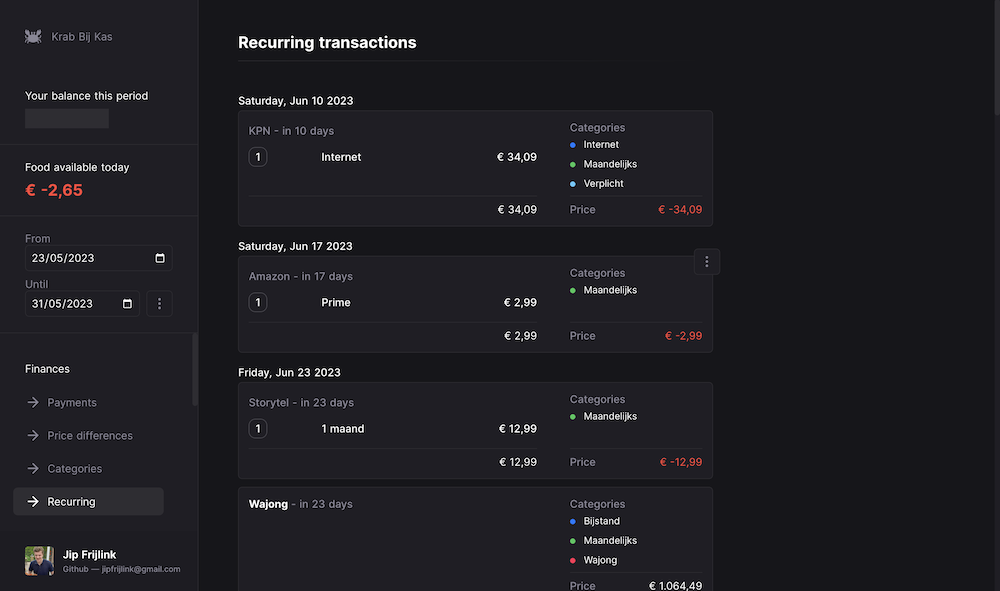 Krab Bij Kas
Your balance this period
Food available today
€ -2,65
From
23/05/2023
Until
31/05/2023
Finances
Payments
Price differences
Categories
Recurring
Jip Frijlink
Github — jipfrijlink@gmail.com
Recurring transactions
Saturday, Jun 10 2023
KPN - in 10 days
1 Internet € 34,09
€ 34,09
Categories
Internet
Maandelijks
Verplicht
Price € -34,09
Saturday, Jun 17 2023
Amazon - in 17 days
1 Prime € 2,99
€ 2,99
Categories
Maandelijks
Price € -2,99
Friday, Jun 23 2023
Storytel - in 23 days
1 1 maand € 12,99
€ 12,99
Categories
Maandelijks
Price € -12,99
Wajong - in 23 days
Categories
Bijstand
Maandelijks
Wajong
Price € 1.064,49